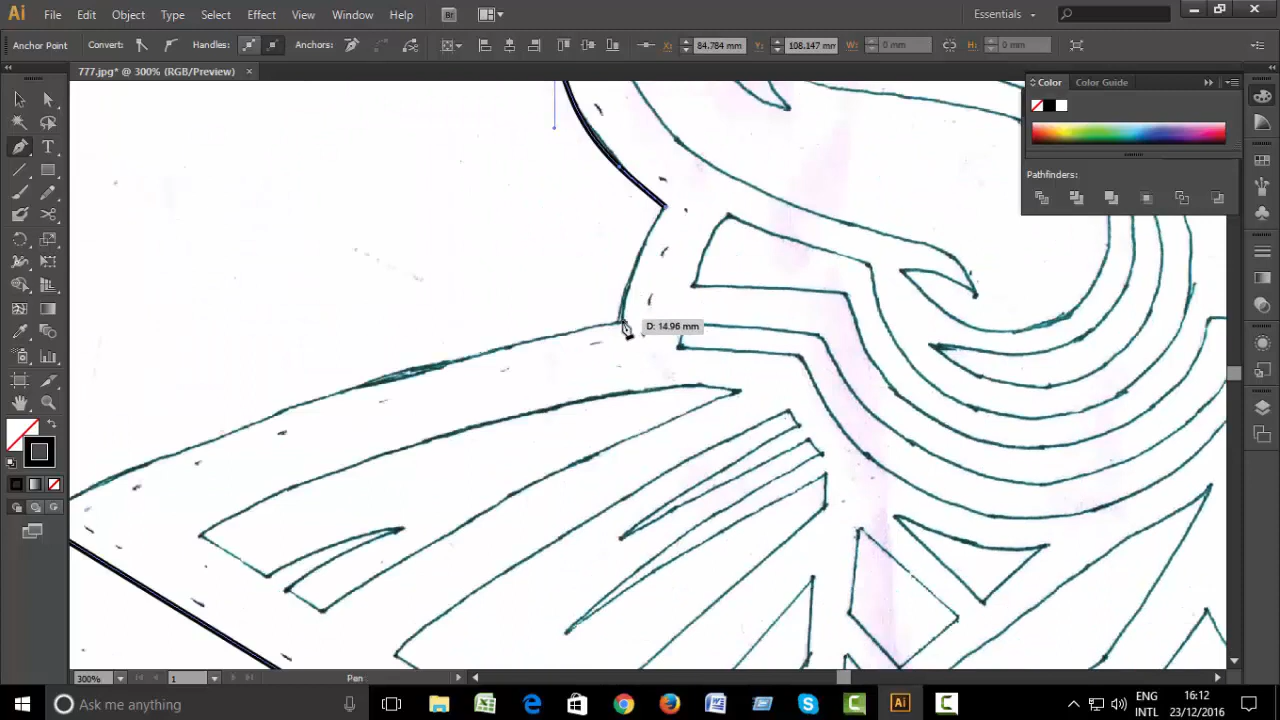 Ai File Edit Object Type Select Effect View Window Help Br Essentials
Anchor Point Convert: Handles: Anchors: X: 84.784 mm Y: 108.147 mm W: 0 mm H: 0 mm
777.jpg* @ 300% (RGB/Preview) ×
Color Color Guide
Pathfinders:
D: 14.96 mm
300% 1 Pen
Ask me anything
Ai
ENG 16:12
INTL 23/12/2016